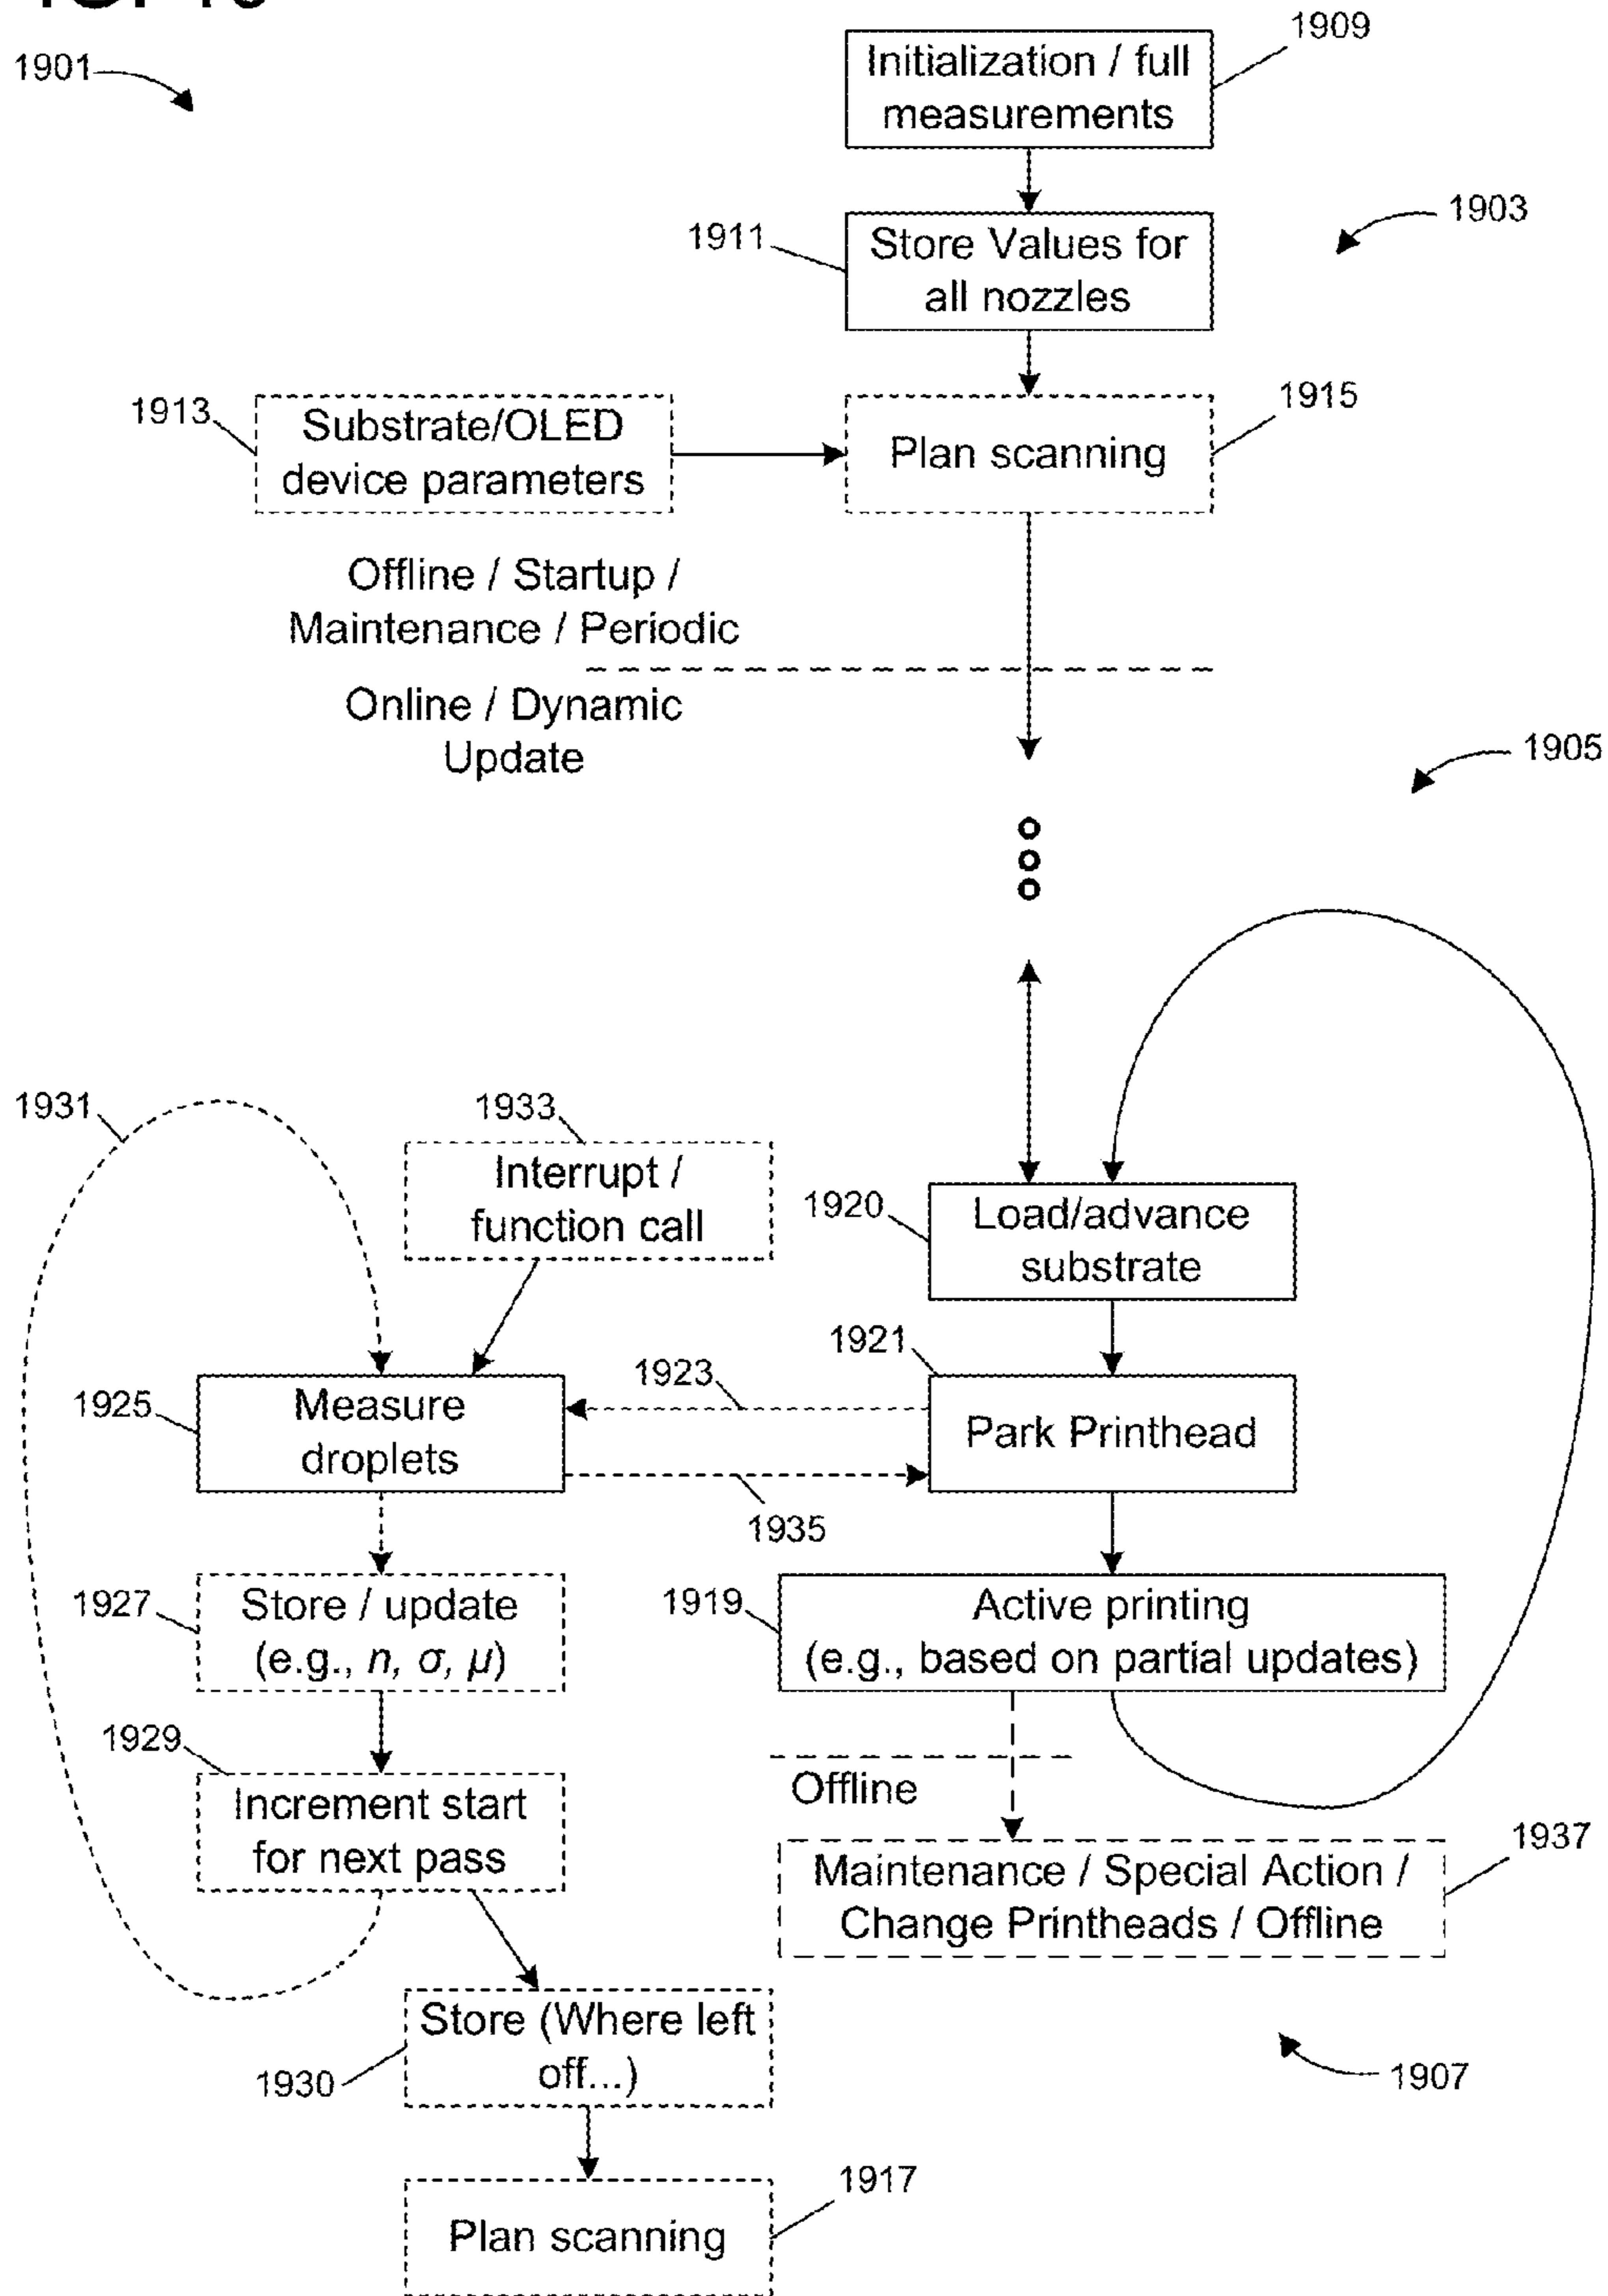 1901
1909
Initialization / full
measurements
1903
1911
Store Values for
all nozzles
1913
Substrate/OLED
device parameters
1915
Plan scanning
Offline / Startup /
Maintenance / Periodic
Online / Dynamic
Update
1905
1931
1933
Interrupt /
function call
1920
Load/advance
substrate
1921
1923
1925
Measure
droplets
Park Printhead
1935
1927
Store / update
(e.g., n, σ, μ)
1919
Active printing
(e.g., based on partial updates)
1929
Increment start
for next pass
Offline
1937
Maintenance / Special Action /
Change Printheads / Offline
Store (Where left
off...)
1930
1907
1917
Plan scanning